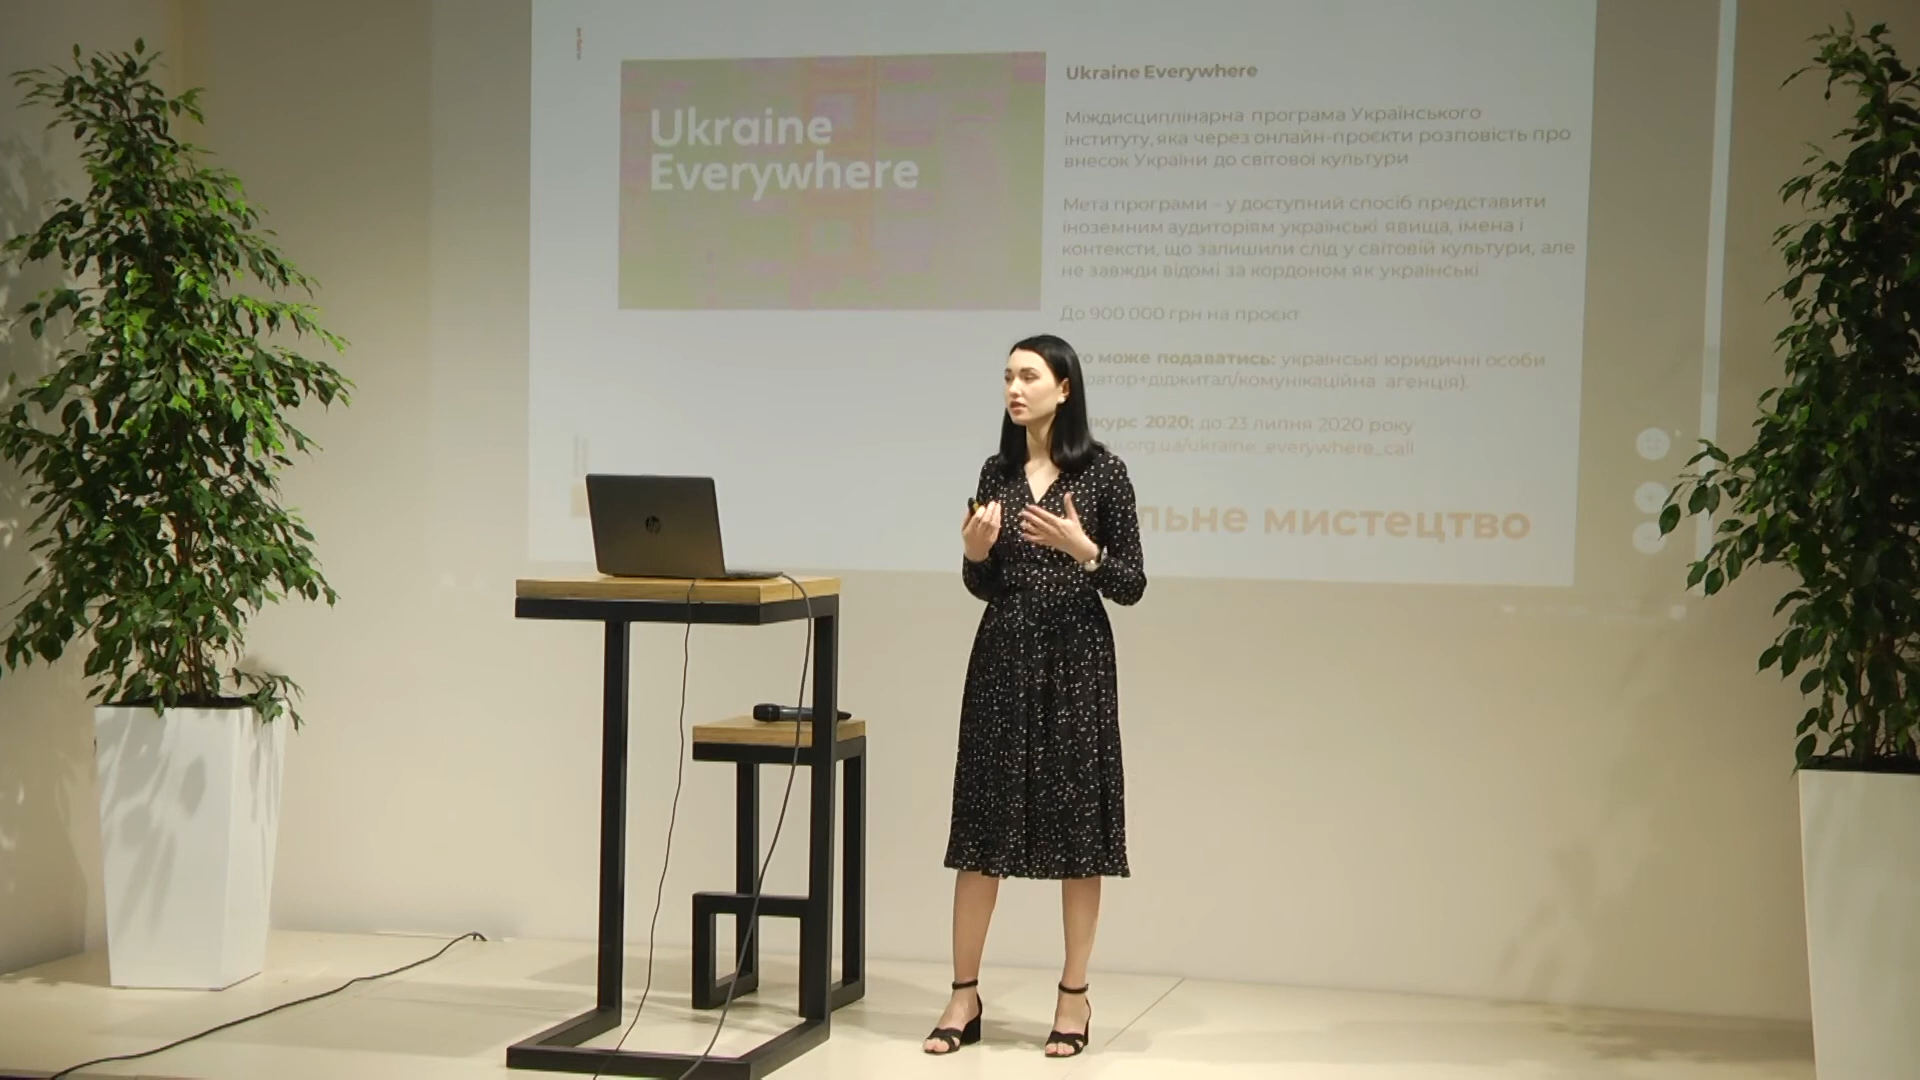 Ukraine
Everywhere
Ukraine Everywhere
Міждисциплінарна програма Українського
інституту, яка через онлайн-проєкти розповість про
внесок України до світової культури
Мета програми – у доступний спосіб представити
іноземним аудиторіям українські явища, імена і
контексти, що залишили слід у світовій культури, але
не завжди відомі за кордоном як українські
До 900 000 грн на проєкт
може подаватись: українські юридичні особи
діджитал/комунікаційна агенція).
2020: до 23 липня 2020 року
.org.ua/ukraine_everywhere_call
мистецтво
hp